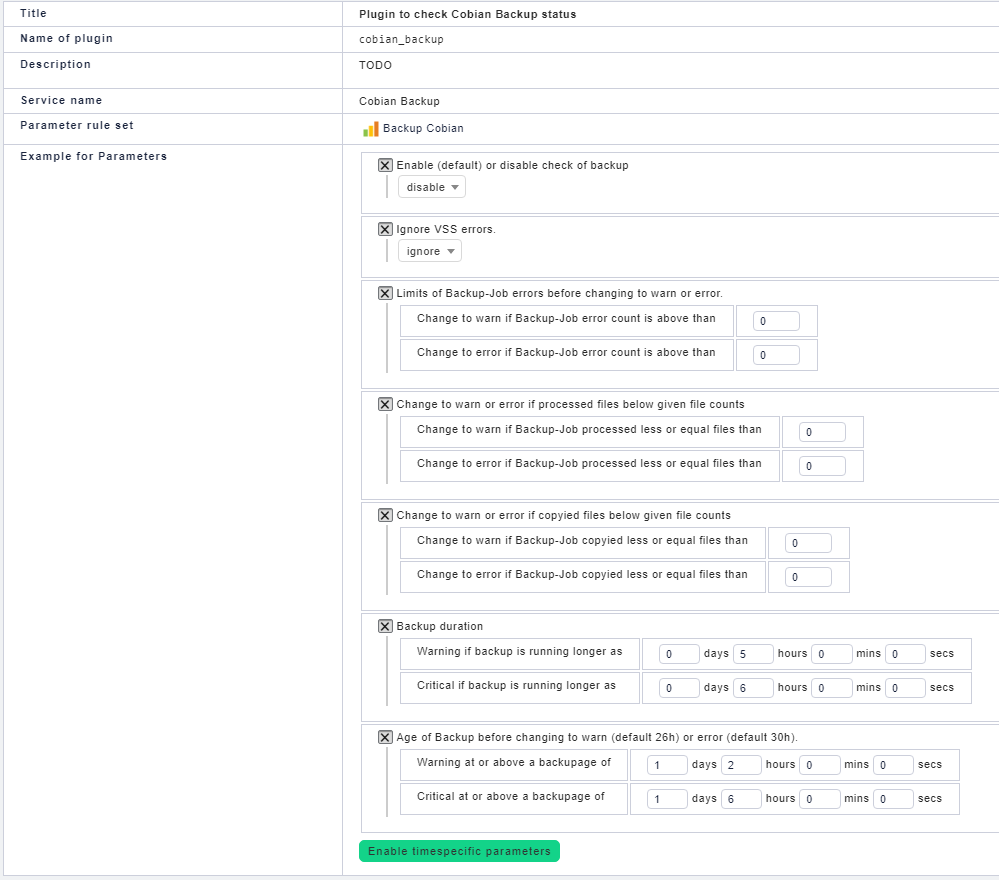 Title
Plugin to check Cobian Backup status
Name of plugin
cobian_backup
Description
TODO
Service name
Cobian Backup
Parameter rule set
Backup Cobian
Example for Parameters
Enable (default) or disable check of backup
disable
Ignore VSS errors.
ignore
Limits of Backup-Job errors before changing to warn or error.
Change to warn if Backup-Job error count is above than 0
Change to error if Backup-Job error count is above than 0
Change to warn or error if processed files below given file counts
Change to warn if Backup-Job processed less or equal files than 0
Change to error if Backup-Job processed less or equal files than 0
Change to warn or error if copyied files below given file counts
Change to warn if Backup-Job copyied less or equal files than 0
Change to error if Backup-Job copyied less or equal files than 0
Backup duration
Warning if backup is running longer as 0 days 5 hours 0 mins 0 secs
Critical if backup is running longer as 0 days 6 hours 0 mins 0 secs
Age of Backup before changing to warn (default 26h) or error (default 30h).
Warning at or above a backupage of 1 days 2 hours 0 mins 0 secs
Critical at or above a backupage of 1 days 6 hours 0 mins 0 secs
Enable timespecific parameters